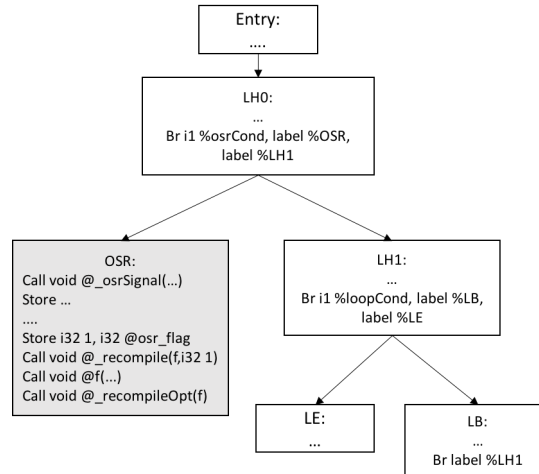 Entry:
....
LH0:
...
Br i1 %osrCond, label %OSR,
label %LH1
OSR:
Call void @_osrSignal(...)
Store ...
....
Store i32 1, i32 @osr_flag
Call void @_recompile(f,i32 1)
Call void @f(...)
Call void @_recompileOpt(f)
LH1:
...
Br i1 %loopCond, label %LB,
label %LE
LE:
...
LB:
...
Br label %LH1